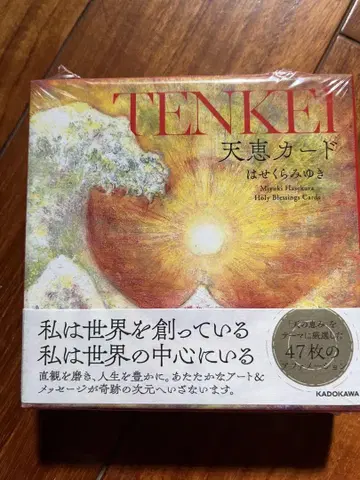 TENKEI
天恵カード
はせくらみゆき
Miyuki Hasekura
Holy Blessings Cards
私は世界を創っている
私は世界の中心にいる
直観を磨き、人生を豊かに。あたたかなアート&
メッセージが奇跡の次元へいざないます。
「天の恵み」を
テーマに厳選した
47枚の
アファメーション
KADOKAWA